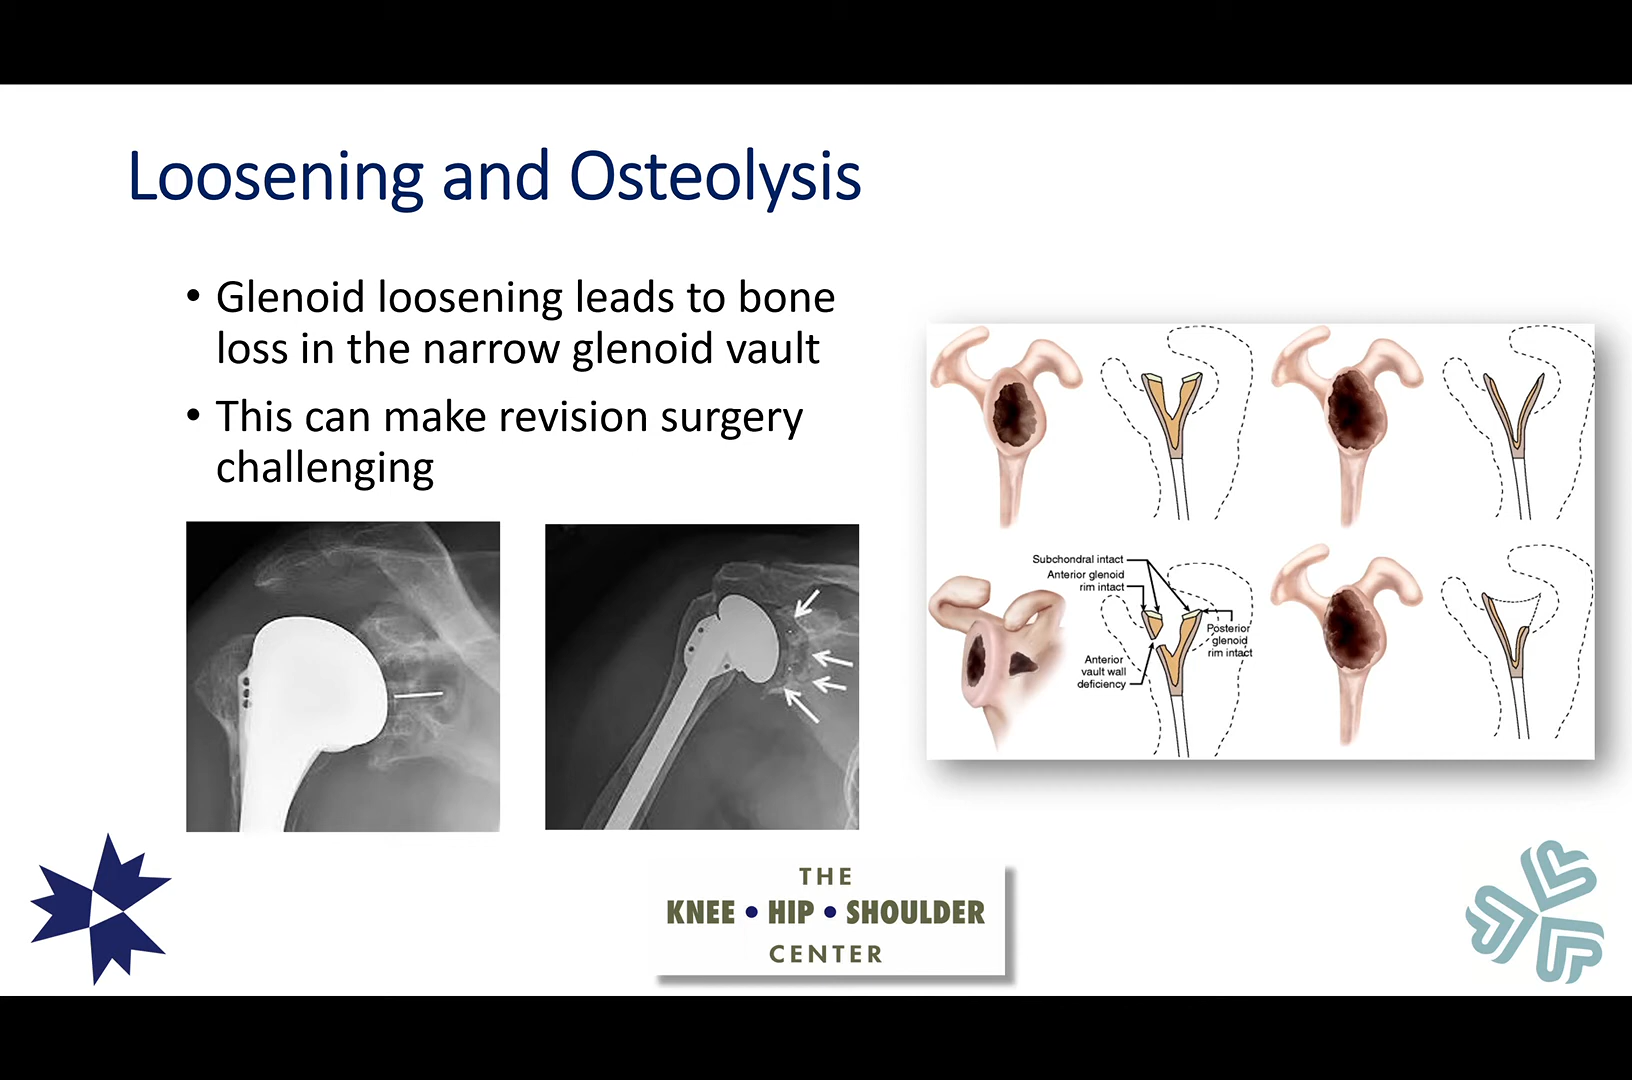 Loosening and Osteolysis
• Glenoid loosening leads to bone
loss in the narrow glenoid vault
• This can make revision surgery
challenging
Subchondral intact
Anterior glenoid
rim intact
Posterior
glenoid
rim intact
Anterior
vault wall
deficiency
THE
KNEE • HIP • SHOULDER
CENTER